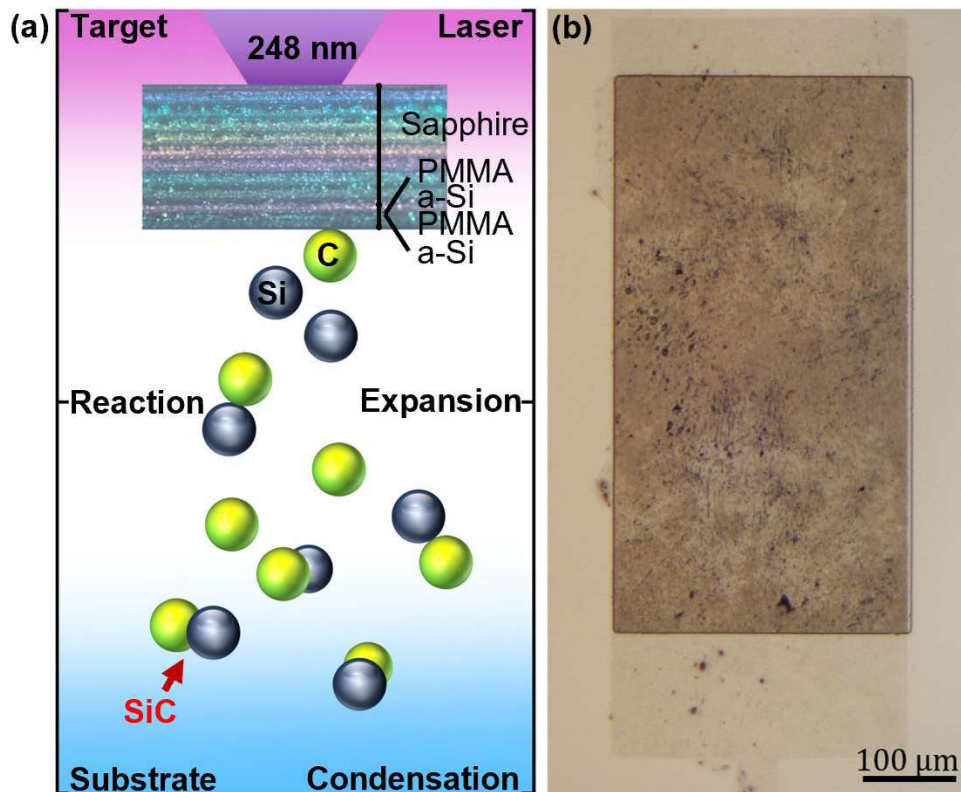 (a)
Target
Laser
248 nm
Sapphire
PMMA
a-Si
PMMA
a-Si
C
Si
Reaction
Expansion
SiC
Substrate
Condensation
(b)
100 μm